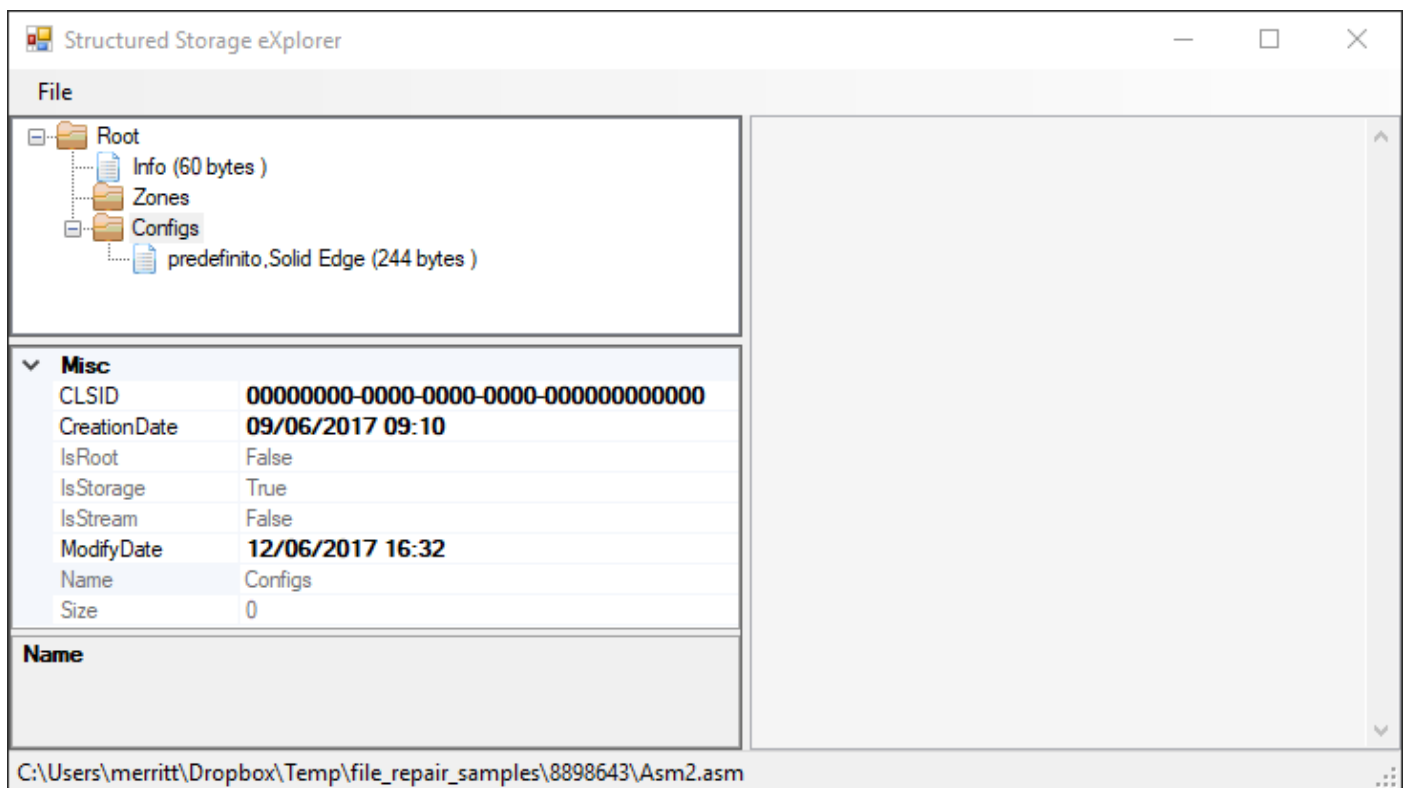 Structured Storage eXplorer
File
Root
Info (60 bytes )
Zones
Configs
predefinito,Solid Edge (244 bytes )
Misc
CLSID 00000000-0000-0000-0000-000000000000
CreationDate 09/06/2017 09:10
IsRoot False
IsStorage True
IsStream False
ModifyDate 12/06/2017 16:32
Name Configs
Size 0
Name
C:\Users\merritt\Dropbox\Temp\file_repair_samples\8898643\Asm2.asm